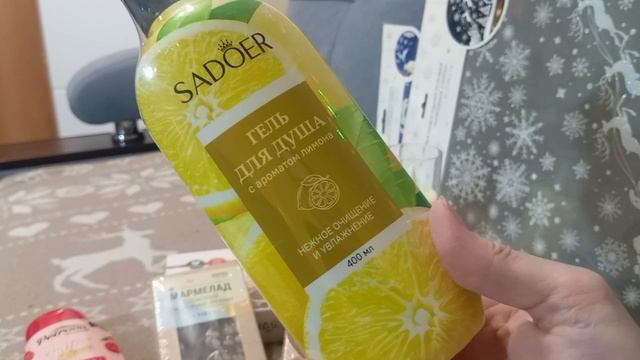 SADOER
ГЕЛЬ
ДЛЯ ДУША
с ароматом лимона
НЕЖНОЕ ОЧИЩЕНИЕ
И УВЛАЖНЕНИЕ
400 мл
МАРМЕЛАД